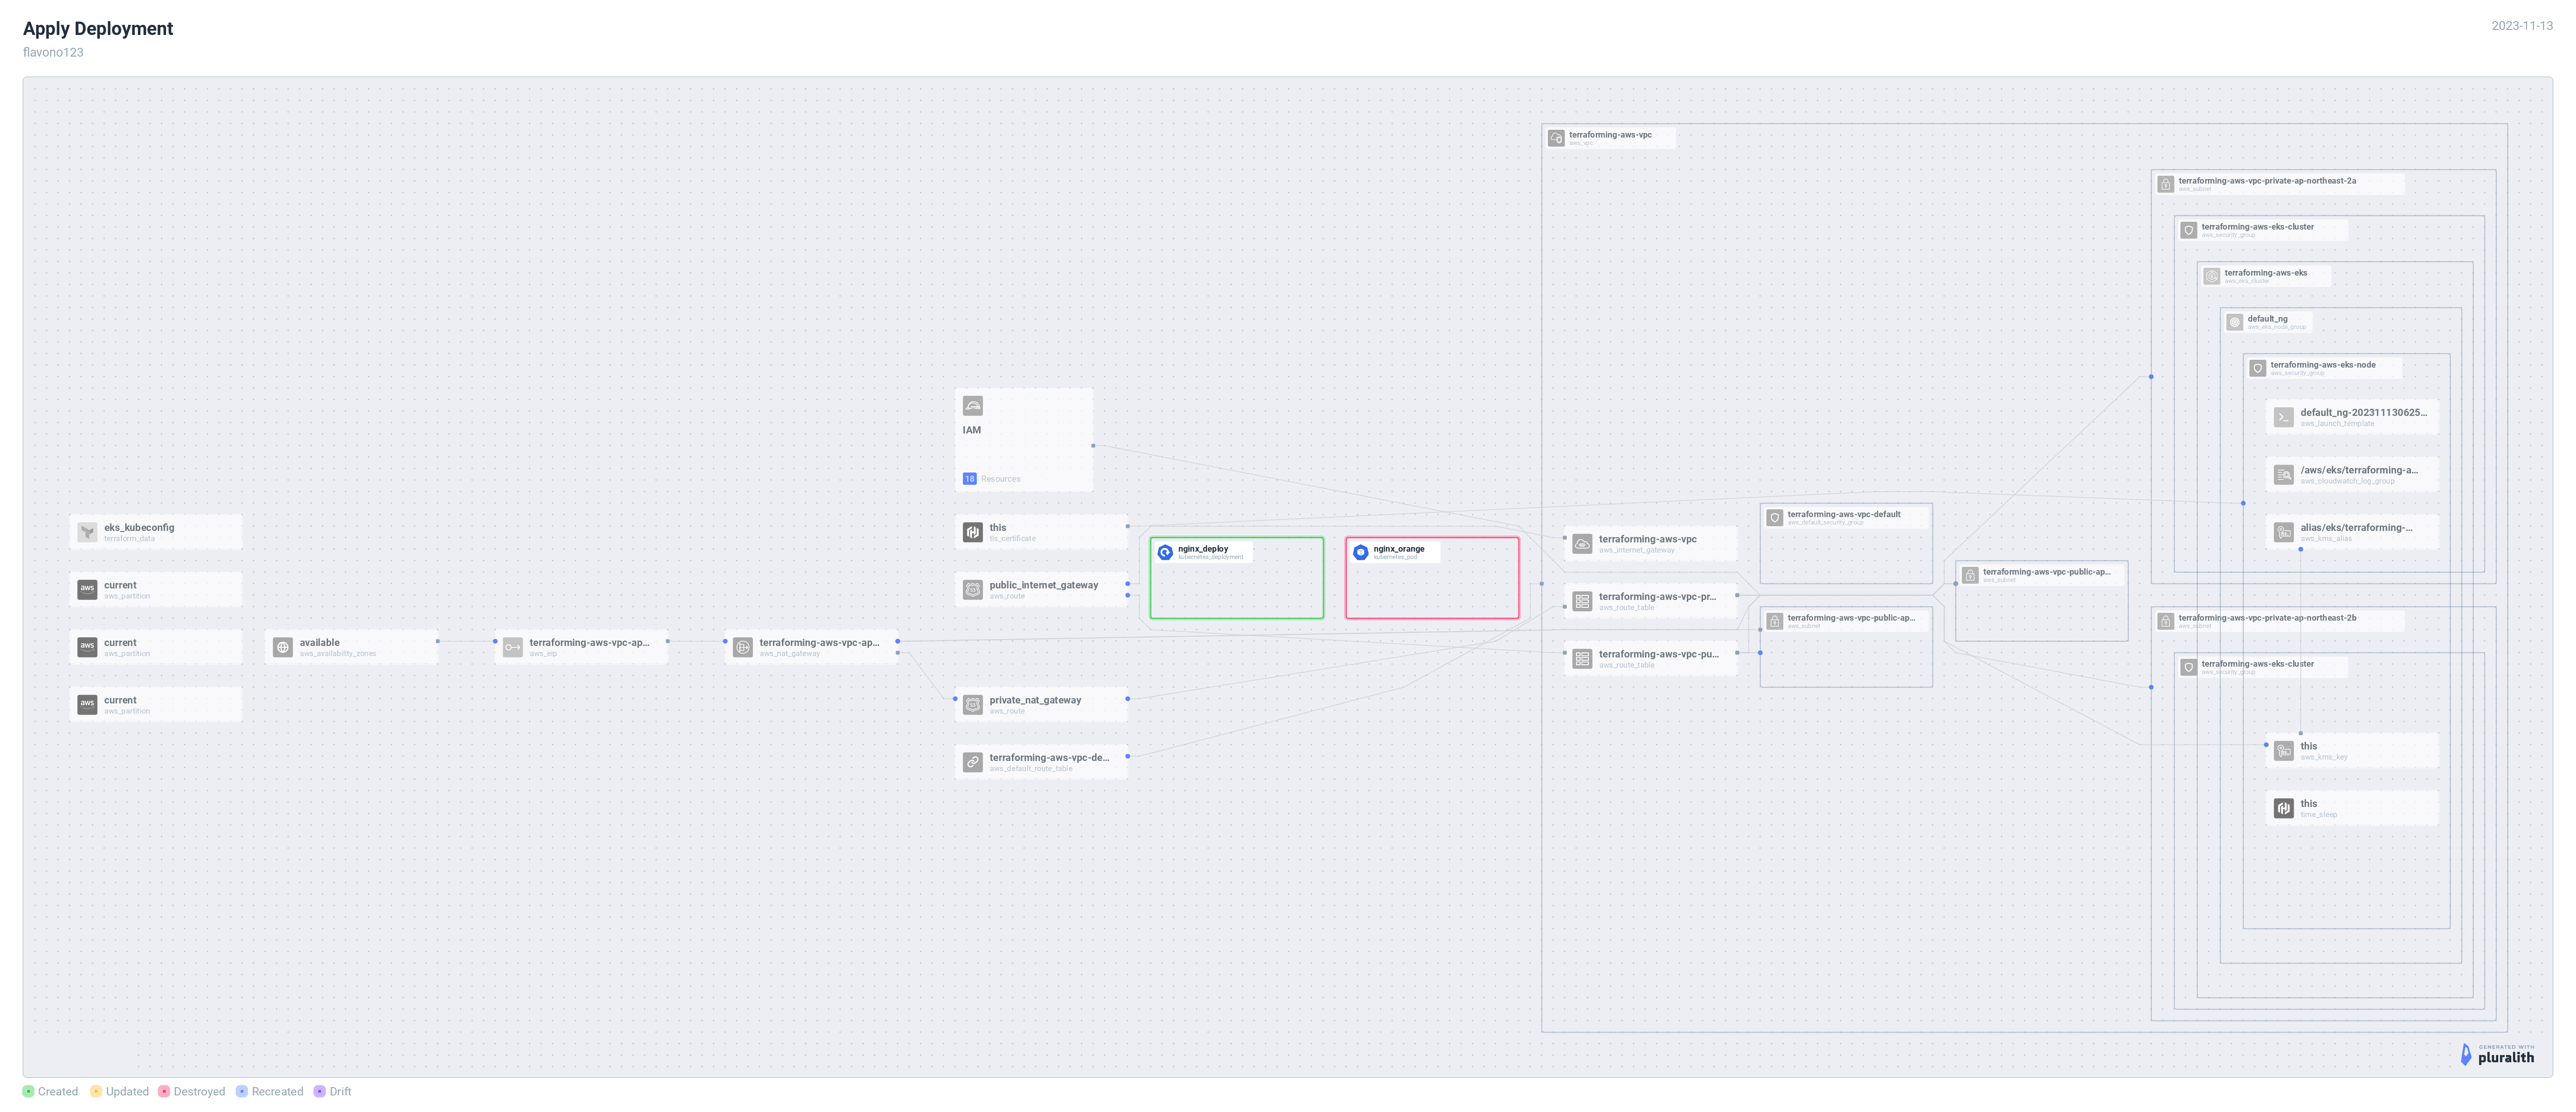 Apply Deployment
flavono123
2023-11-13
terraforming-aws-vpc
aws_vpc
terraforming-aws-vpc-private-ap-northeast-2a
aws_subnet
terraforming-aws-eks-cluster
aws_security_group
terraforming-aws-eks
aws_eks_cluster
default_ng
aws_eks_node_group
terraforming-aws-eks-node
aws_security_group
default_ng-202311130625...
aws_launch_template
/aws/eks/terraforming-a...
aws_cloudwatch_log_group
alias/eks/terraforming-...
aws_kms_alias
IAM
18 Resources
eks_kubeconfig
terraform_data
current
aws_partition
current
aws_partition
current
aws_partition
available
aws_availability_zones
terraforming-aws-vpc-ap...
aws_eip
terraforming-aws-vpc-ap...
aws_nat_gateway
this
tls_certificate
public_internet_gateway
aws_route
private_nat_gateway
aws_route
terraforming-aws-vpc-de...
aws_default_route_table
nginx_deploy
kubernetes_deployment
nginx_orange
kubernetes_pod
terraforming-aws-vpc
aws_internet_gateway
terraforming-aws-vpc-pr...
aws_route_table
terraforming-aws-vpc-pu...
aws_route_table
terraforming-aws-vpc-default
aws_default_security_group
terraforming-aws-vpc-public-ap...
aws_subnet
terraforming-aws-vpc-public-ap...
aws_subnet
terraforming-aws-vpc-private-ap-northeast-2b
aws_subnet
terraforming-aws-eks-cluster
aws_security_group
this
aws_kms_key
this
time_sleep
GENERATED WITH
pluralith
Created Updated Destroyed Recreated Drift